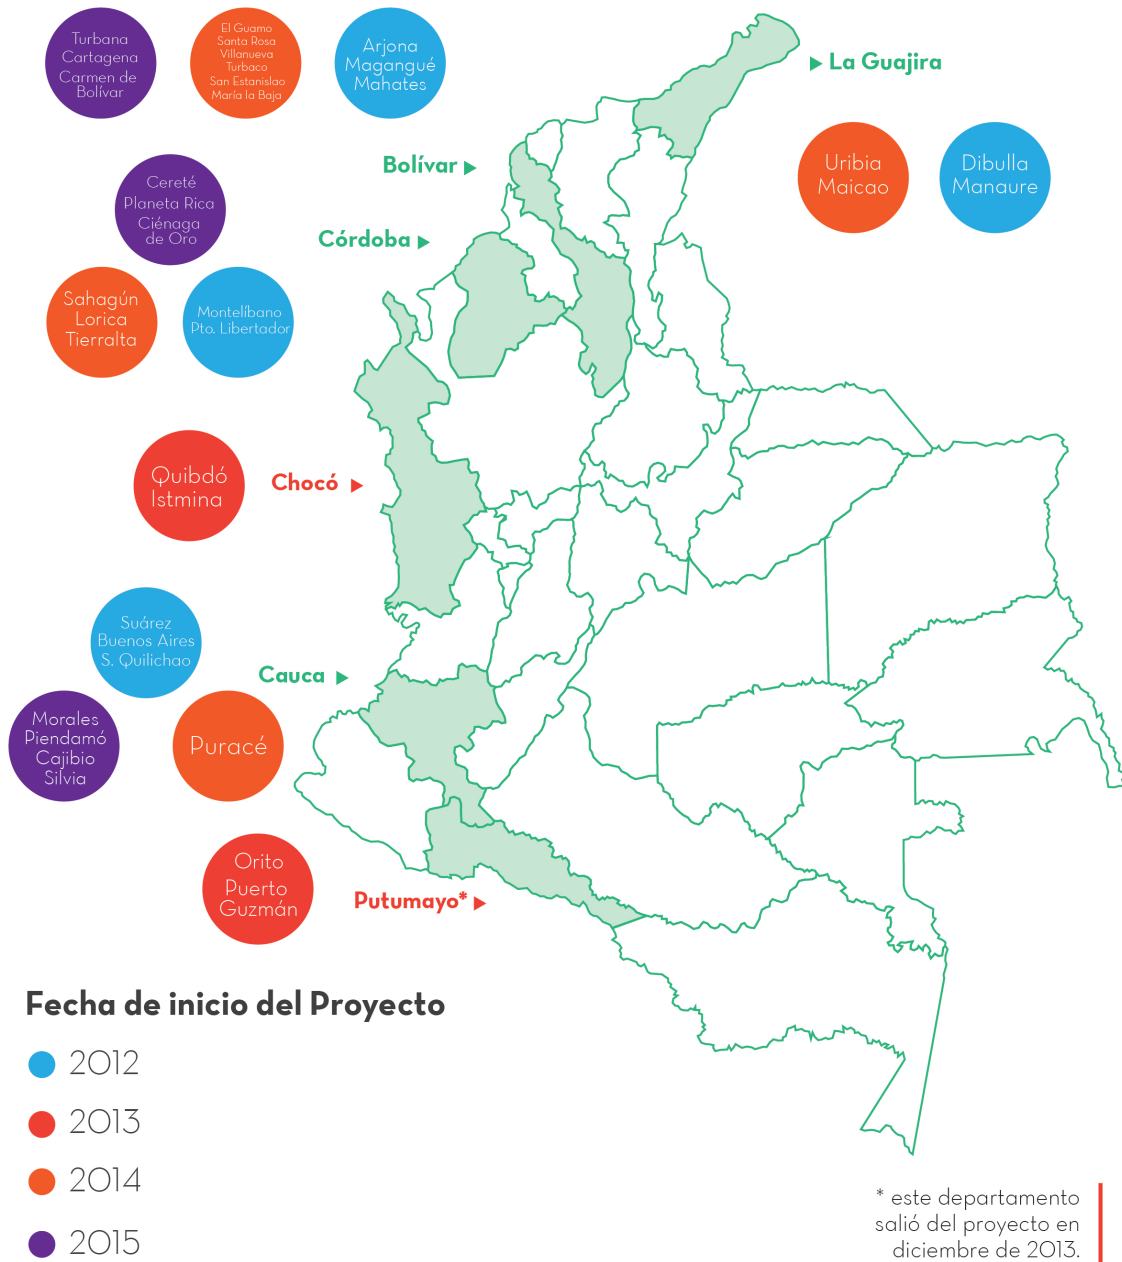 Turbana
Cartagena
Carmen de
Bolívar
El Guamo
Santa Rosa
Villanueva
Turbaco
San Estanislao
María la Baja
Arjona
Magangué
Mahates
La Guajira
Uribia
Maicao
Dibulla
Manaure
Bolívar
Cereté
Planeta Rica
Ciénaga
de Oro
Córdoba
Sahagún
Lorica
Tierralta
Montelíbano
Pto. Libertador
Quibdó
Istmina
Chocó
Suárez
Buenos Aires
S. Quilichao
Cauca
Morales
Piendamó
Cajibio
Silvia
Puracé
Orito
Puerto
Guzmán
Putumayo*
Fecha de inicio del Proyecto
2012
2013
2014
2015
* este departamento
salió del proyecto en
diciembre de 2013.